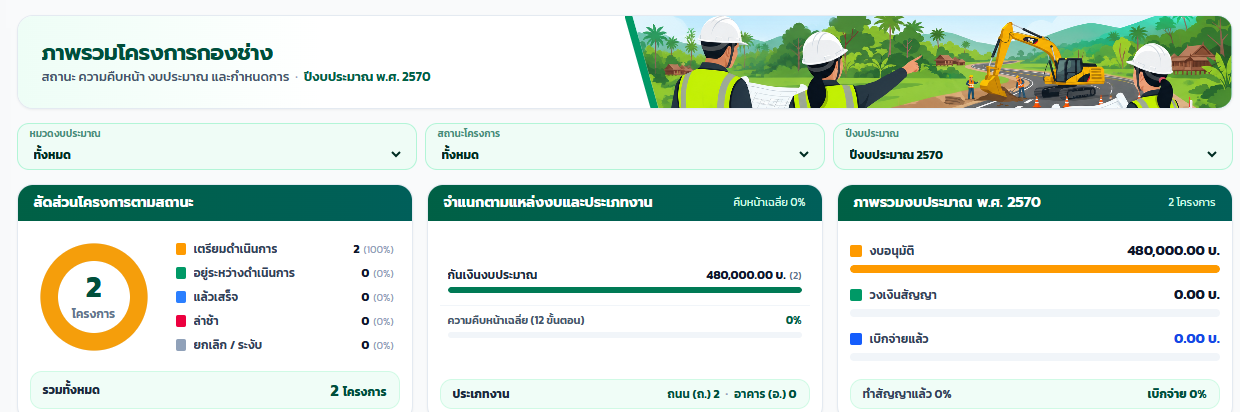 ภาพรวมโครงการกองช่าง
สถานะ ความคืบหน้า งบประมาณ และกำหนดการ · ปีงบประมาณ พ.ศ. 2570
หมวดงบประมาณ
ทั้งหมด
สถานะโครงการ
ทั้งหมด
ปีงบประมาณ
ปีงบประมาณ 2570
สัดส่วนโครงการตามสถานะ
2
โครงการ
เตรียมดำเนินการ 2 (100%)
อยู่ระหว่างดำเนินการ 0 (0%)
แล้วเสร็จ 0 (0%)
ล่าช้า 0 (0%)
ยกเลิก / ระงับ 0 (0%)
รวมทั้งหมด 2 โครงการ
จำแนกตามแหล่งงบและประเภทงาน คืบหน้าเฉลี่ย 0%
กันเงินงบประมาณ 480,000.00 บ. (2)
ความคืบหน้าเฉลี่ย (12 ขั้นตอน) 0%
ประเภทงาน ถนน (ถ.) 2 · อาคาร (อ.) 0
ภาพรวมงบประมาณ พ.ศ. 2570 2 โครงการ
งบอนุมัติ 480,000.00 บ.
วงเงินสัญญา 0.00 บ.
เบิกจ่ายแล้ว 0.00 บ.
ทำสัญญาแล้ว 0% เบิกจ่าย 0%